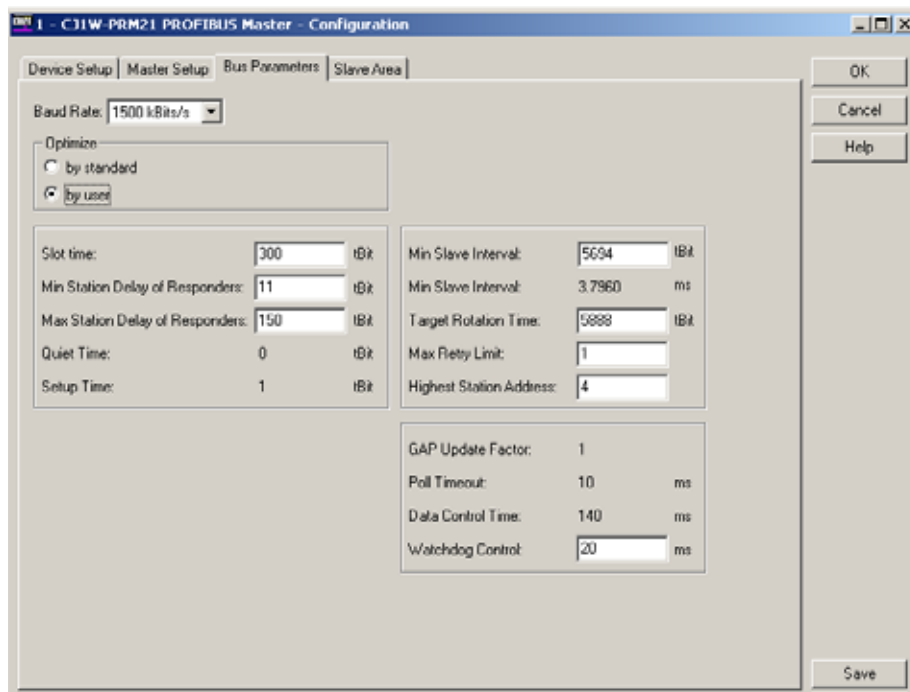 1 - CJ1W-PRM21 PROFIBUS Master - Configuration
Device Setup Master Setup Bus Parameters Slave Area
OK
Baud Rate: 1500 kBits/s
Cancel
Optimize
Help
by standard
by user
Slot time: 300 tBit
Min Station Delay of Responders: 11 tBit
Max Station Delay of Responders: 150 tBit
Quiet Time: 0 tBit
Setup Time: 1 tBit
Min Slave Interval: 5694 tBit
Min Slave Interval: 3.7960 ms
Target Rotation Time: 5888 tBit
Max Retry Limit: 1
Highest Station Address: 4
GAP Update Factor: 1
Poll Timeout: 10 ms
Data Control Time: 140 ms
Watchdog Control: 20 ms
Save